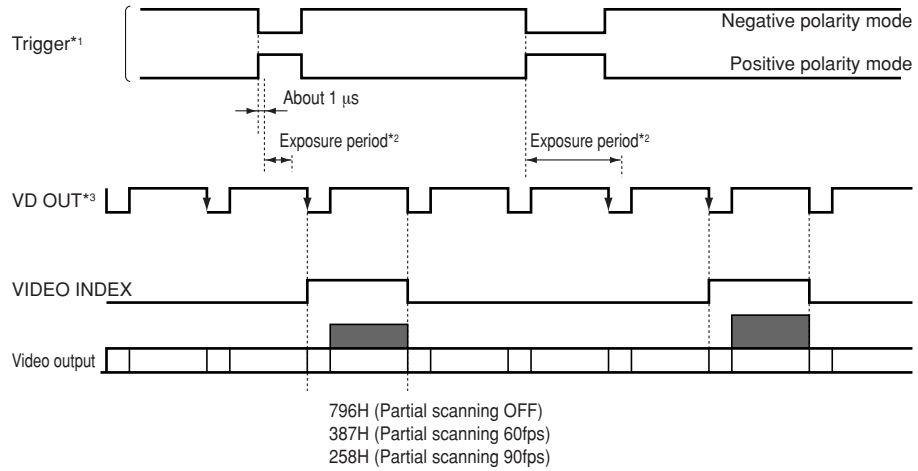 Negative polarity mode
Trigger*1
Positive polarity mode
About 1 μs
Exposure period*2 Exposure period*2
VD OUT*3
VIDEO INDEX
Video output
796H (Partial scanning OFF)
387H (Partial scanning 60fps)
258H (Partial scanning 90fps)